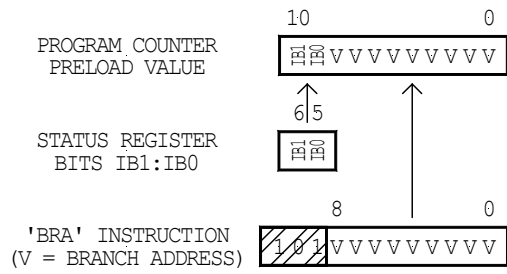 10 0
PROGRAM COUNTER
PRELOAD VALUE
IB1 IB0 V V V V V V V V V
6 5
STATUS REGISTER
BITS IB1:IB0
IB1 IB0
8 0
'BRA' INSTRUCTION
(V = BRANCH ADDRESS)
1 0 1 V V V V V V V V V